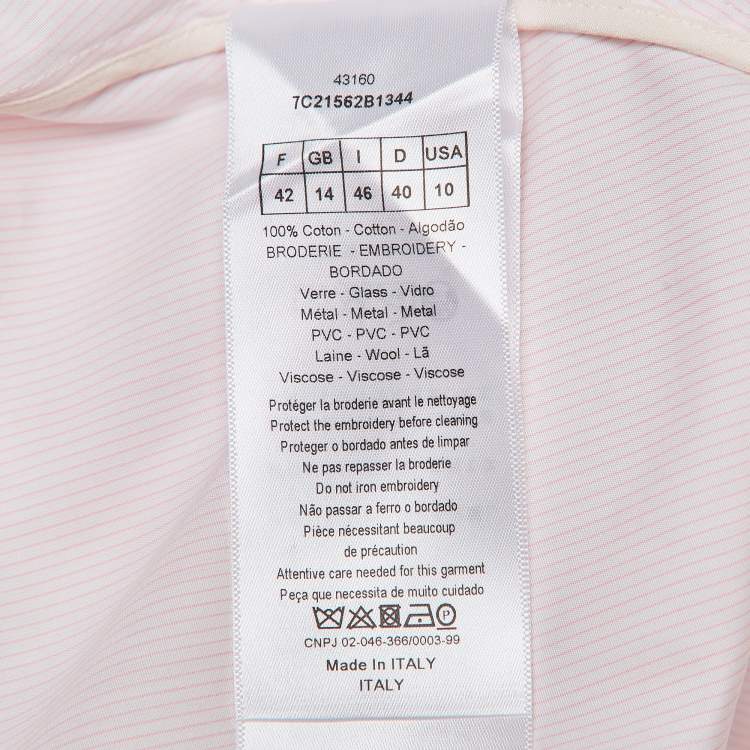 43160
7C21562B1344
F GB I D USA
42 14 46 40 10
100% Coton - Cotton - Algodão
BRODERIE - EMBROIDERY -
BORDADO
Verre - Glass - Vidro
Métal - Metal - Metal
PVC - PVC - PVC
Laine - Wool - Lã
Viscose - Viscose - Viscose
Protéger la broderie avant le nettoyage
Protect the embroidery before cleaning
Proteger o bordado antes de limpar
Ne pas repasser la broderie
Do not iron embroidery
Não passar a ferro o bordado
Pièce nécessitant beaucoup
de précaution
Attentive care needed for this garment
Peça que necessita de muito cuidado
P
CNPJ 02-046-366/0003-99
Made In ITALY
ITALY